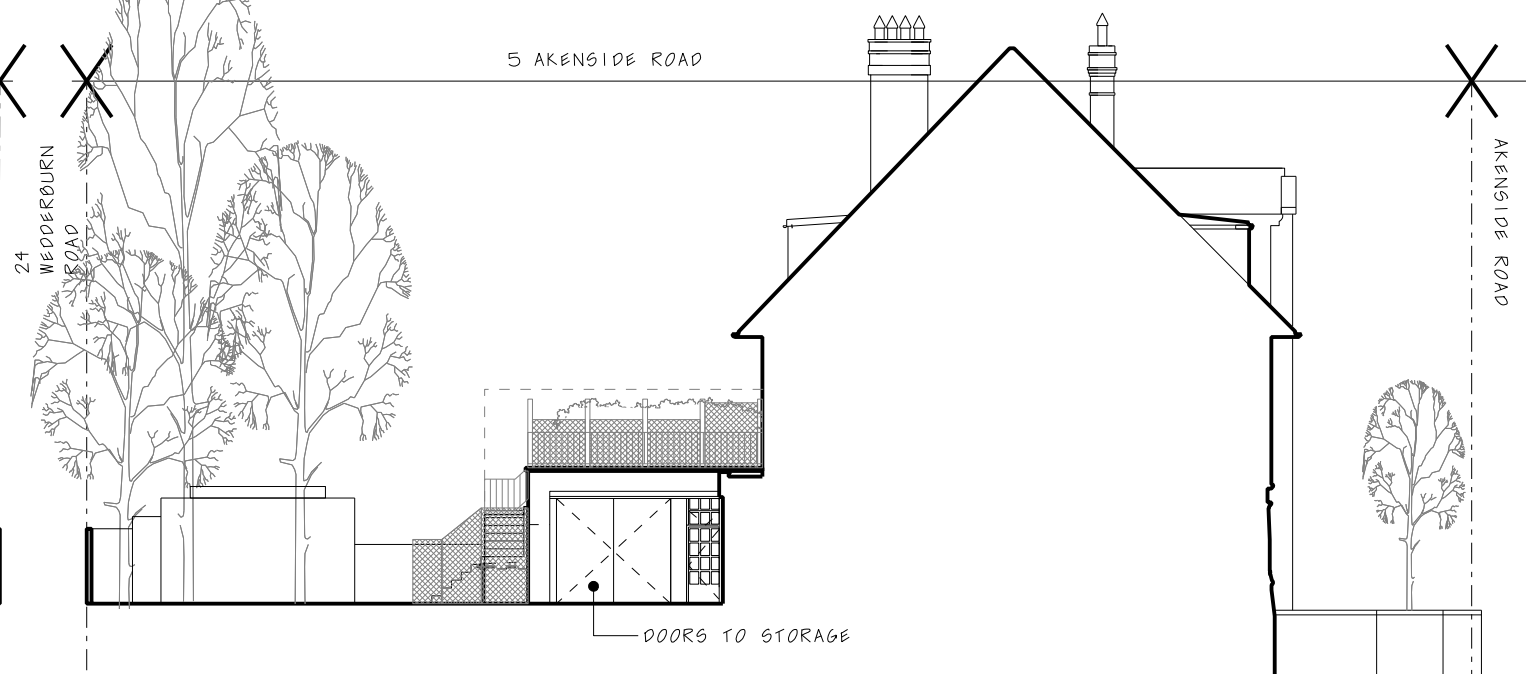 5 AKENSIDE ROAD
24
WEDDERBURN
ROAD
AKENSIDE ROAD
DOORS TO STORAGE